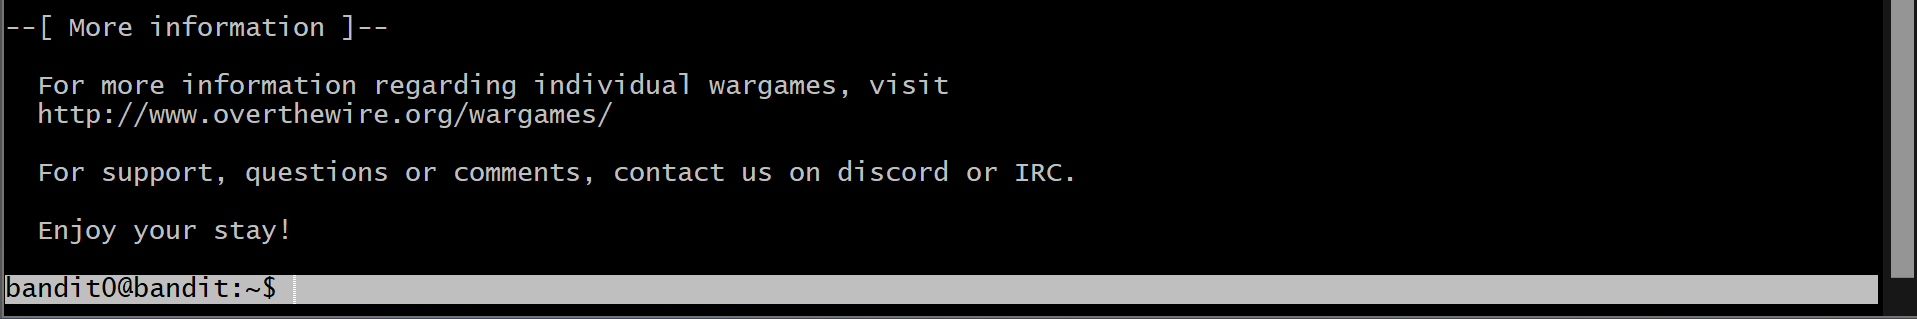 --[ More information ]--
For more information regarding individual wargames, visit
http://www.overthewire.org/wargames/
For support, questions or comments, contact us on discord or IRC.
Enjoy your stay!
bandit0@bandit:~$